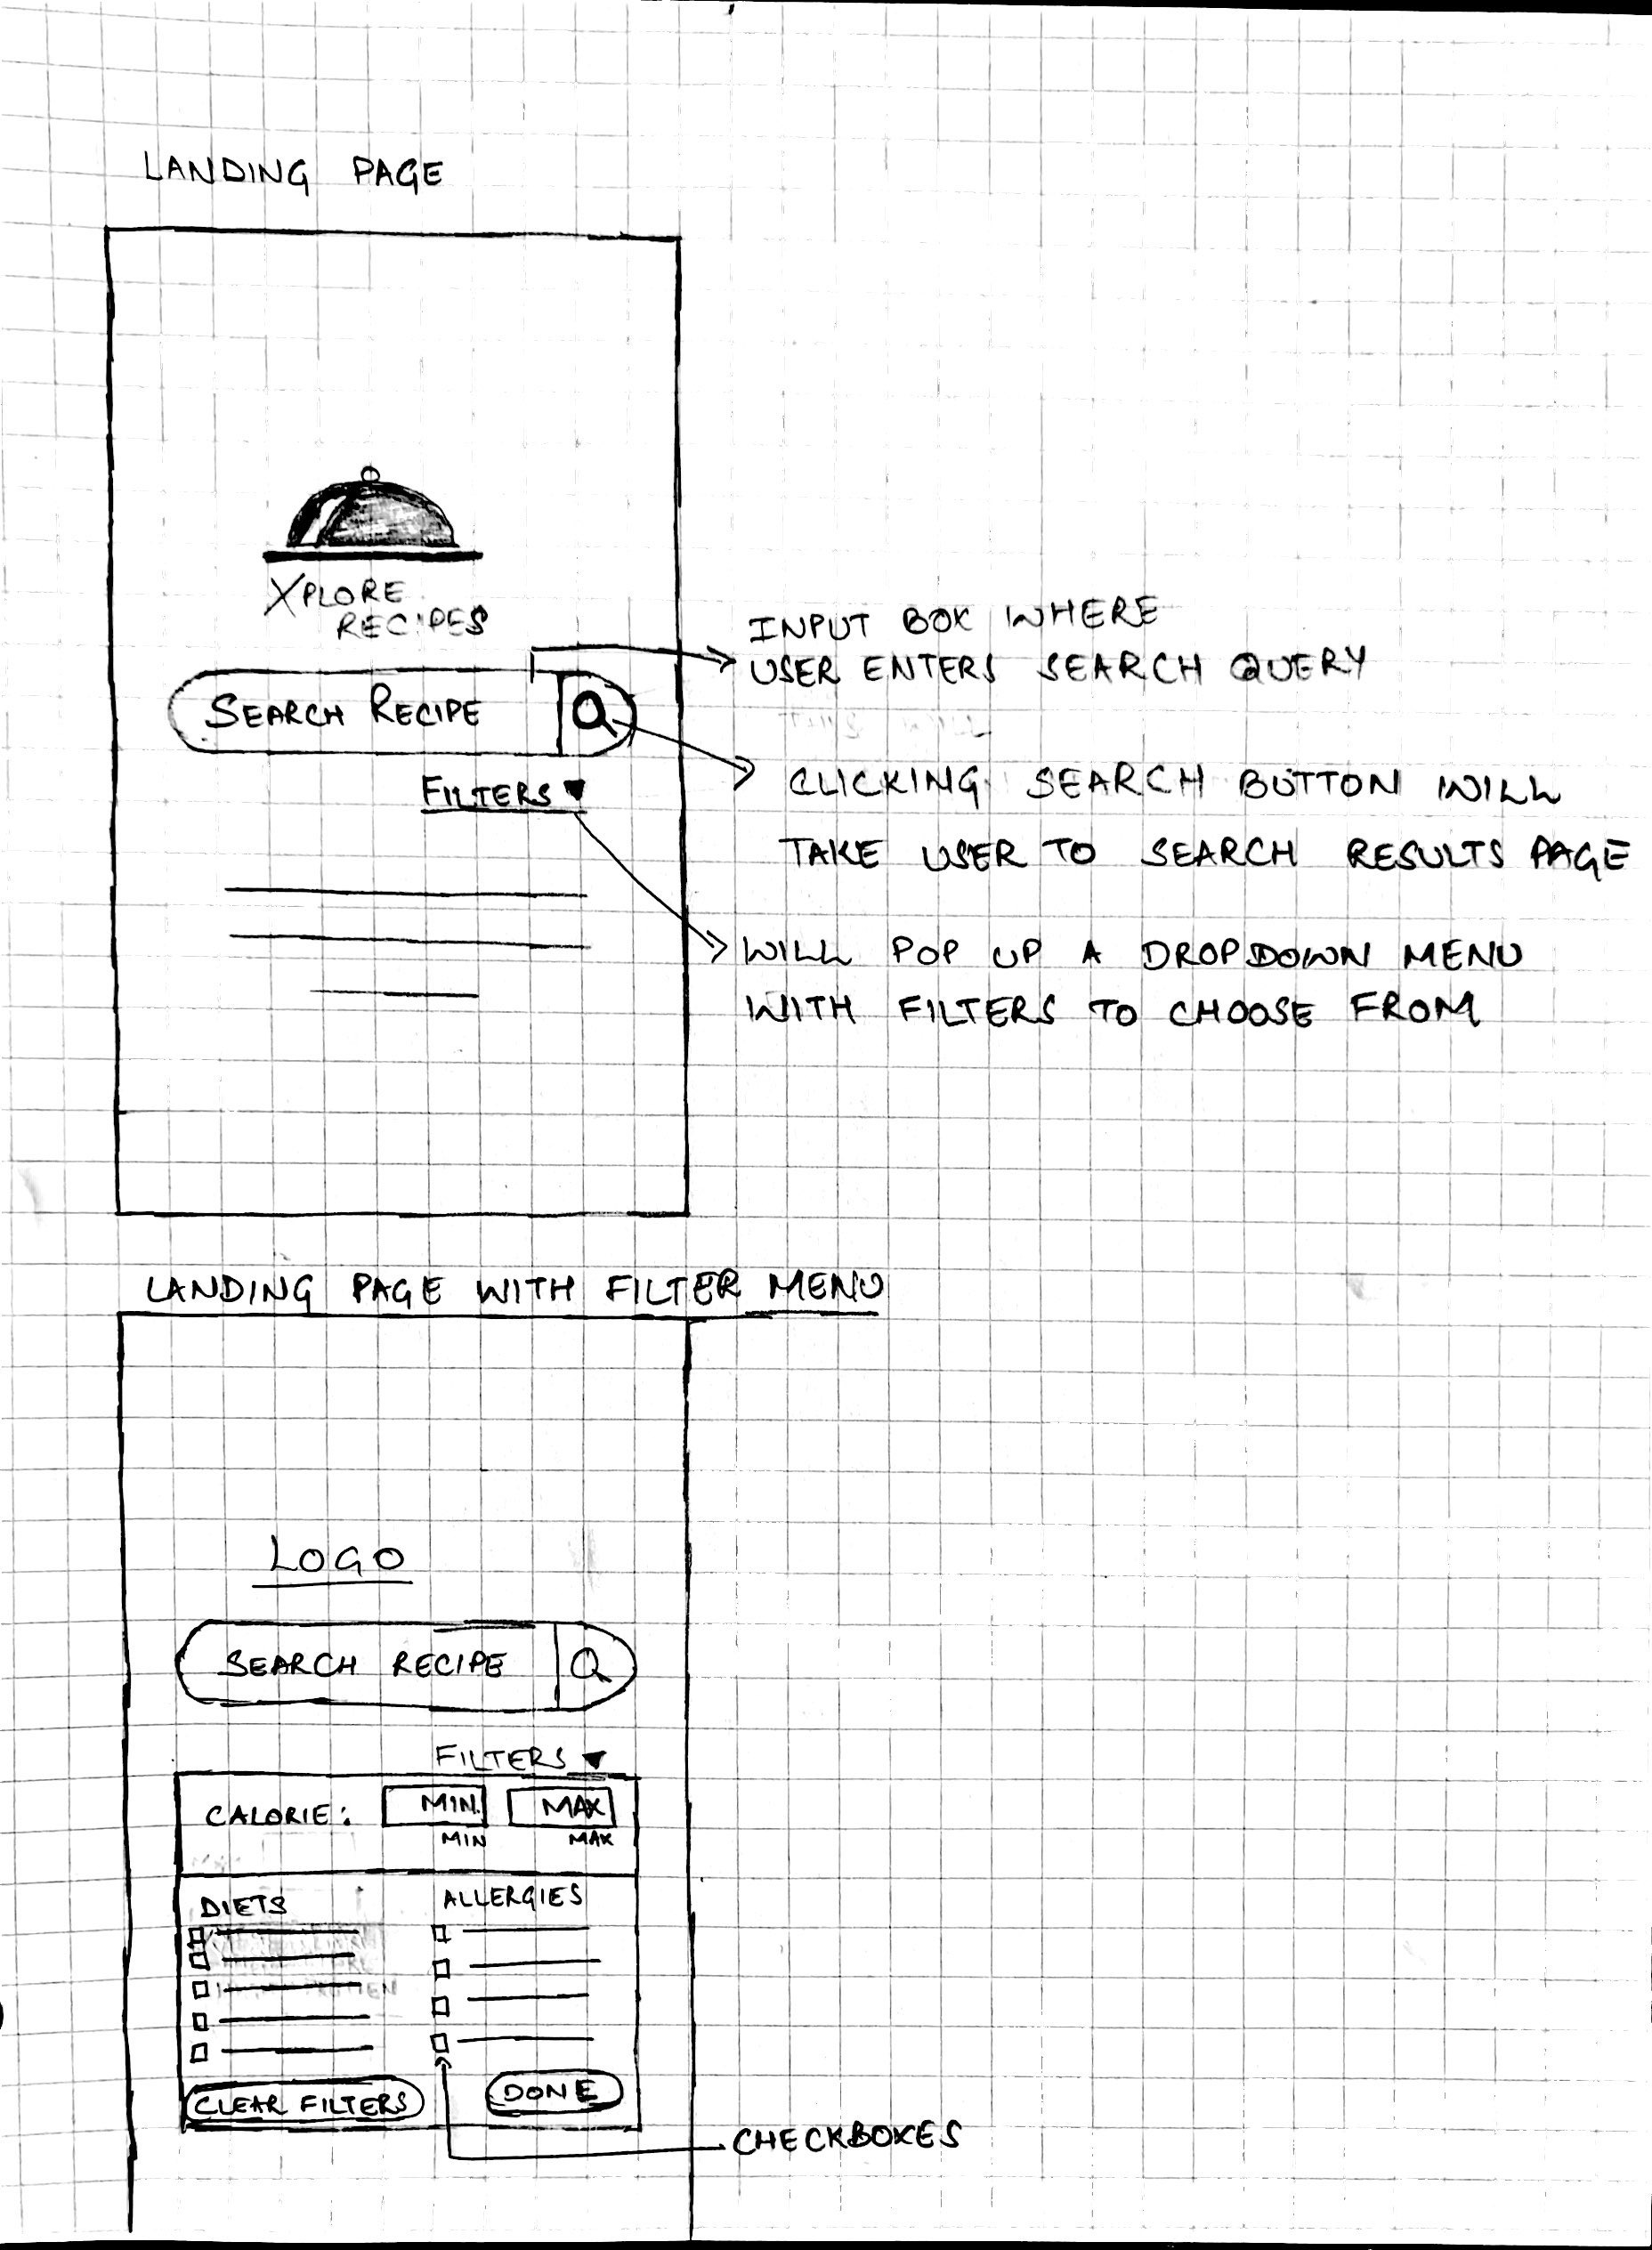 LANDING PAGE
XPLORE
RECIPES
INPUT BOX WHERE
USER ENTERS SEARCH QUERY
SEARCH RECIPE
CLICKING SEARCH BUTTON WILL
TAKE USER TO SEARCH RESULTS PAGE
FILTERS
WILL POP UP A DROPDOWN MENU
WITH FILTERS TO CHOOSE FROM
LANDING PAGE WITH FILTER MENU
LOGO
SEARCH RECIPE
FILTERS
CALORIE: MIN. MAX
MIN MAX
DIETS ALLERGIES
CLEAR FILTERS DONE
CHECKBOXES